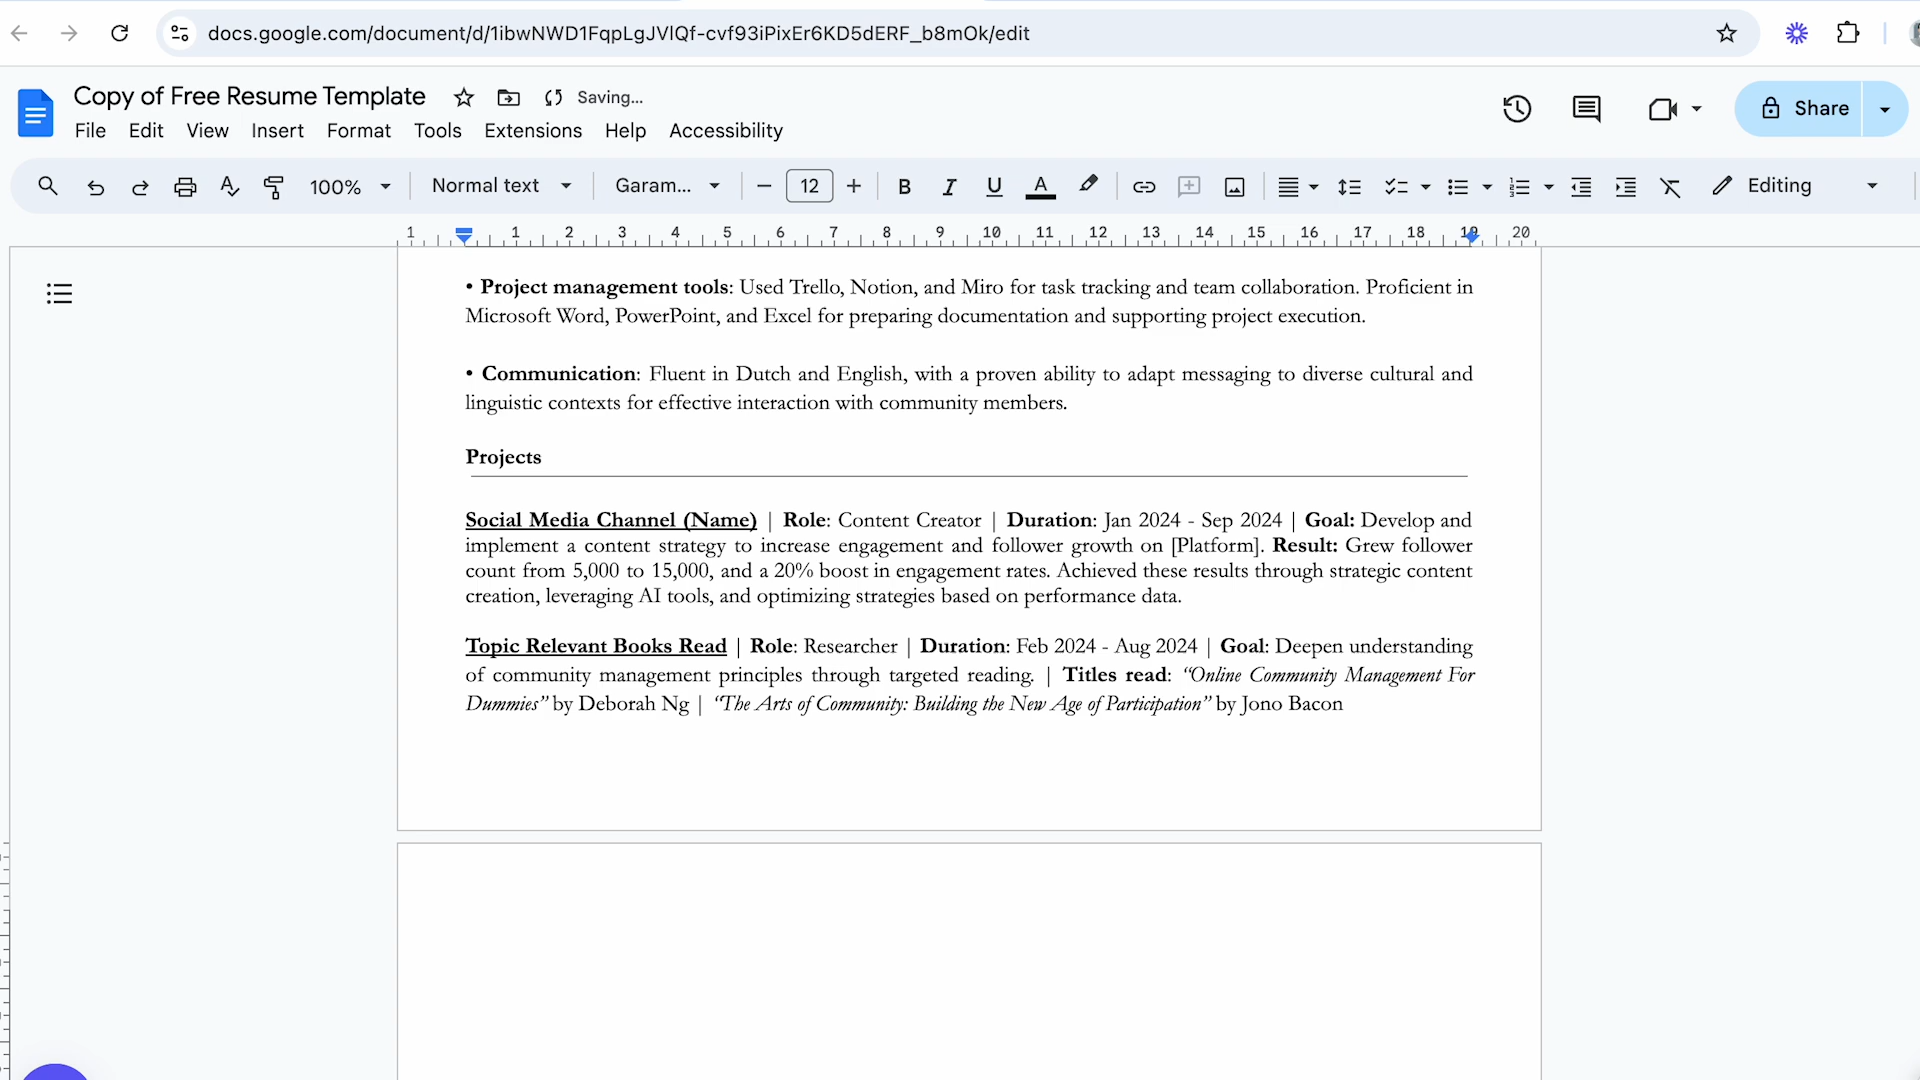 docs.google.com/document/d/1ibwNWD1FqpLgJVIQf-cvf93iPixEr6KD5dERF_b8mOk/edit
Copy of Free Resume Template Saving...
File Edit View Insert Format Tools Extensions Help Accessibility
Share
100% Normal text Garam... 12 Editing
1 1 2 3 4 5 6 7 8 9 10 11 12 13 14 15 16 17 18 19 20
• Project management tools: Used Trello, Notion, and Miro for task tracking and team collaboration. Proficient in
Microsoft Word, PowerPoint, and Excel for preparing documentation and supporting project execution.
• Communication: Fluent in Dutch and English, with a proven ability to adapt messaging to diverse cultural and
linguistic contexts for effective interaction with community members.
Projects
Social Media Channel (Name) | Role: Content Creator | Duration: Jan 2024 - Sep 2024 | Goal: Develop and
implement a content strategy to increase engagement and follower growth on [Platform]. Result: Grew follower
count from 5,000 to 15,000, and a 20% boost in engagement rates. Achieved these results through strategic content
creation, leveraging AI tools, and optimizing strategies based on performance data.
Topic Relevant Books Read | Role: Researcher | Duration: Feb 2024 - Aug 2024 | Goal: Deepen understanding
of community management principles through targeted reading. | Titles read: “Online Community Management For
Dummies” by Deborah Ng | “The Arts of Community: Building the New Age of Participation” by Jono Bacon